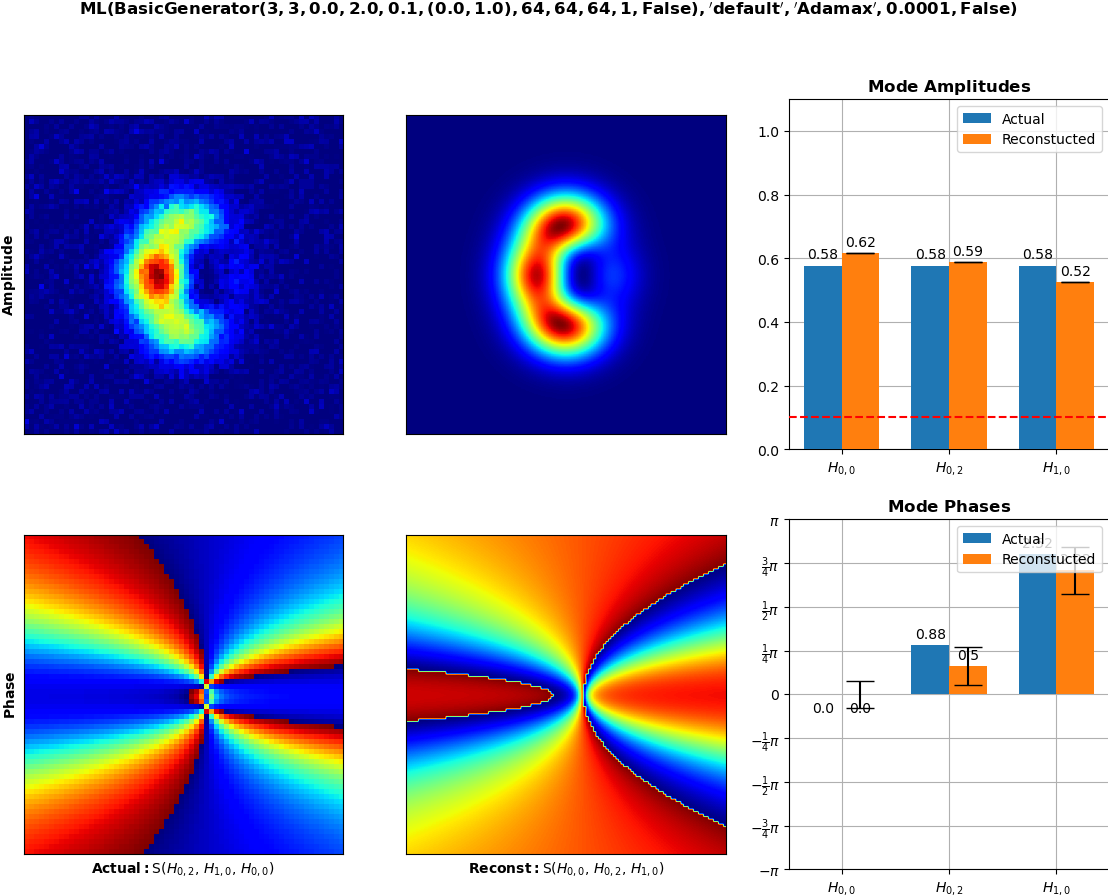 ML(BasicGenerator(3, 3, 0.0, 2.0, 0.1, (0.0, 1.0), 64, 64, 64, 1, False), 'default', 'Adamax', 0.0001, False)
Mode Amplitudes
Actual
Reconstucted
1.0
0.8
0.6
0.4
0.2
0.0
0.58 0.62 0.58 0.59 0.58 0.52
H0,0 H0,2 H1,0
Amplitude
Mode Phases
Actual
Reconstucted
π
3/4π
1/2π
1/4π
0
−1/4π
−1/2π
−3/4π
−π
0.0 0.0 0.88 0.5
H0,0 H0,2 H1,0
Phase
Actual: S(H0,2, H1,0, H0,0)
Reconst: S(H0,0, H0,2, H1,0)